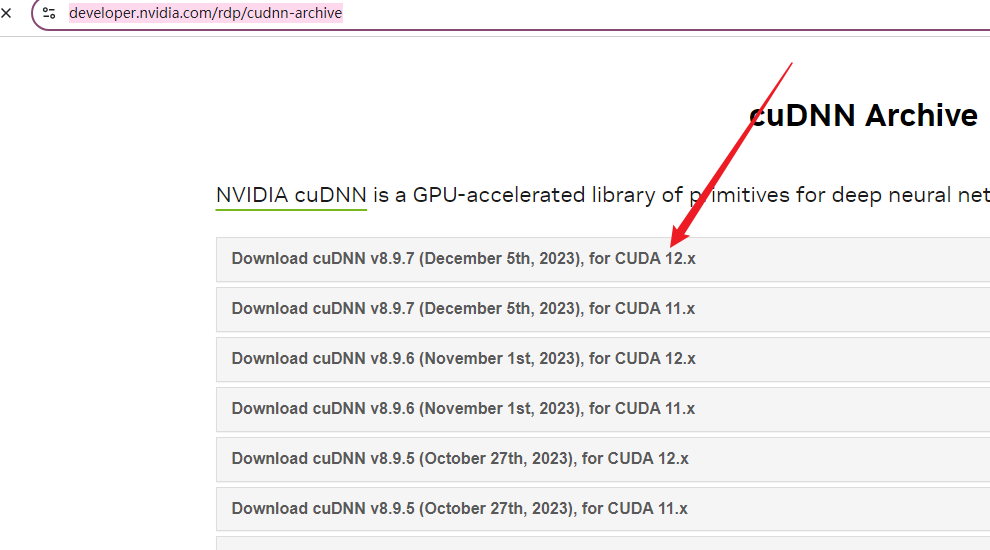 developer.nvidia.com/rdp/cudnn-archive
cuDNN Archive
NVIDIA cuDNN is a GPU-accelerated library of primitives for deep neural net
Download cuDNN v8.9.7 (December 5th, 2023), for CUDA 12.x
Download cuDNN v8.9.7 (December 5th, 2023), for CUDA 11.x
Download cuDNN v8.9.6 (November 1st, 2023), for CUDA 12.x
Download cuDNN v8.9.6 (November 1st, 2023), for CUDA 11.x
Download cuDNN v8.9.5 (October 27th, 2023), for CUDA 12.x
Download cuDNN v8.9.5 (October 27th, 2023), for CUDA 11.x